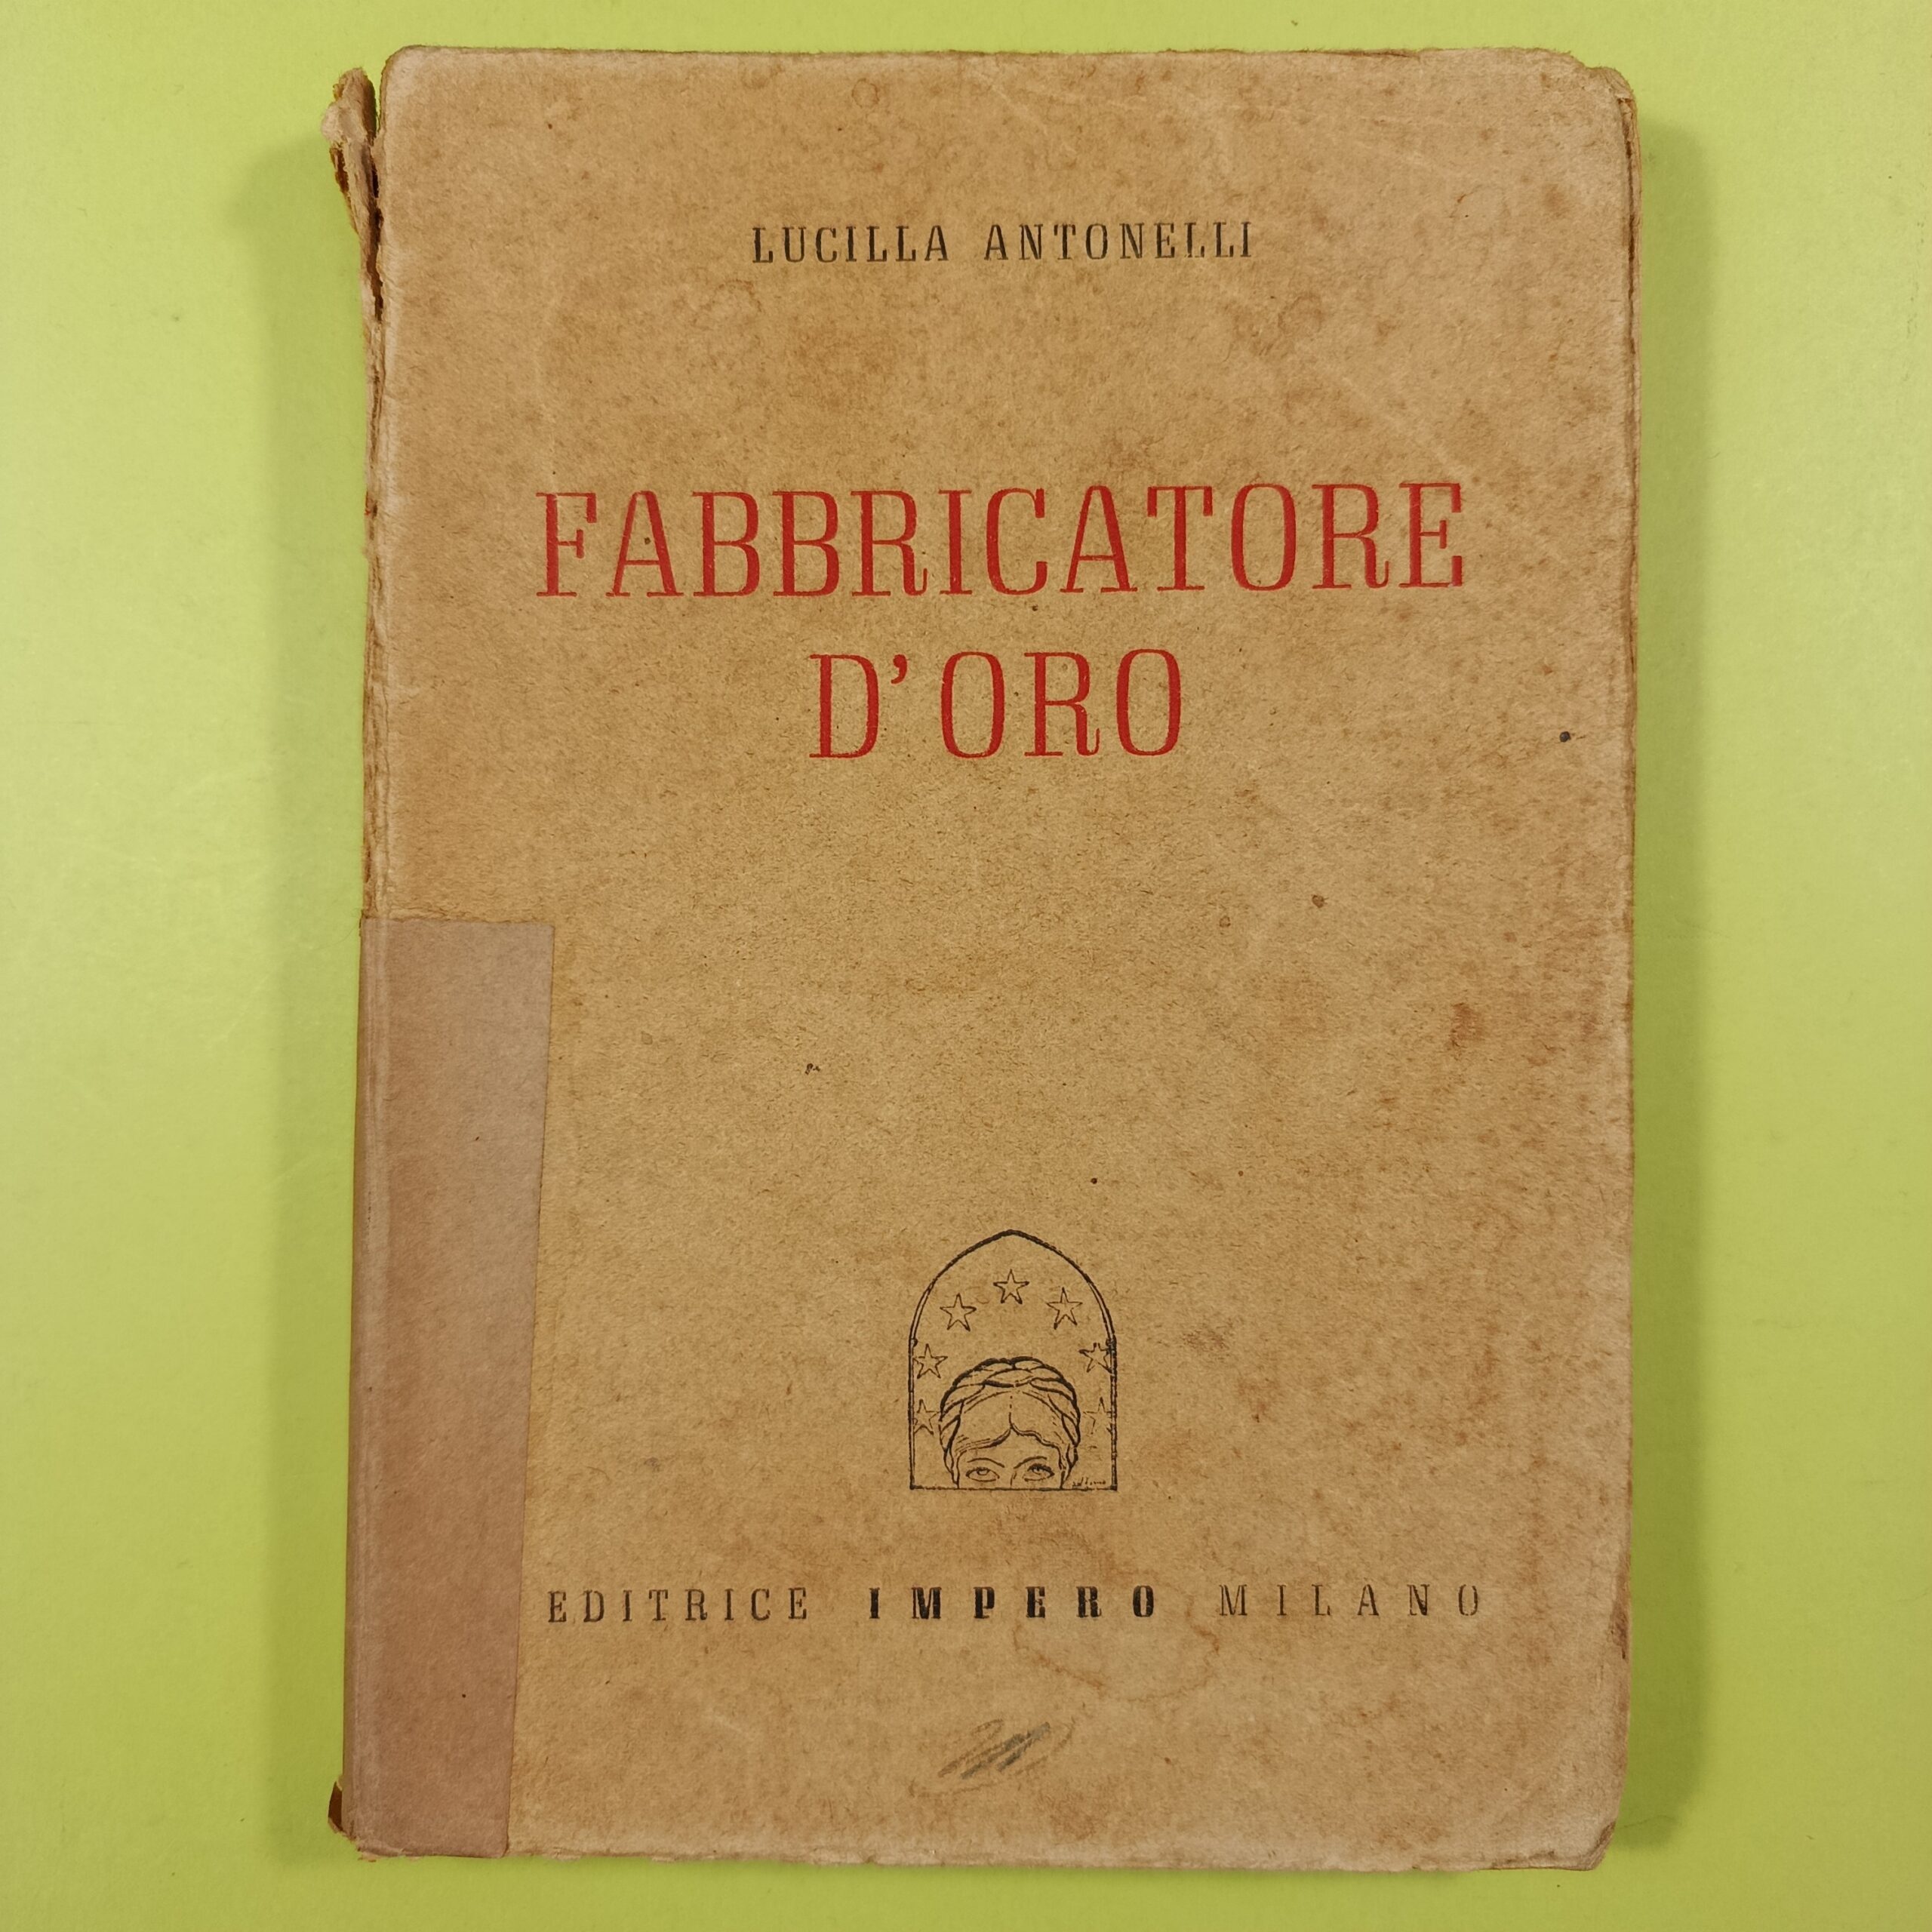 LUCILLA ANTONELLI
FABBRICATORE
D'ORO
EDITRICE IMPERO MILANO